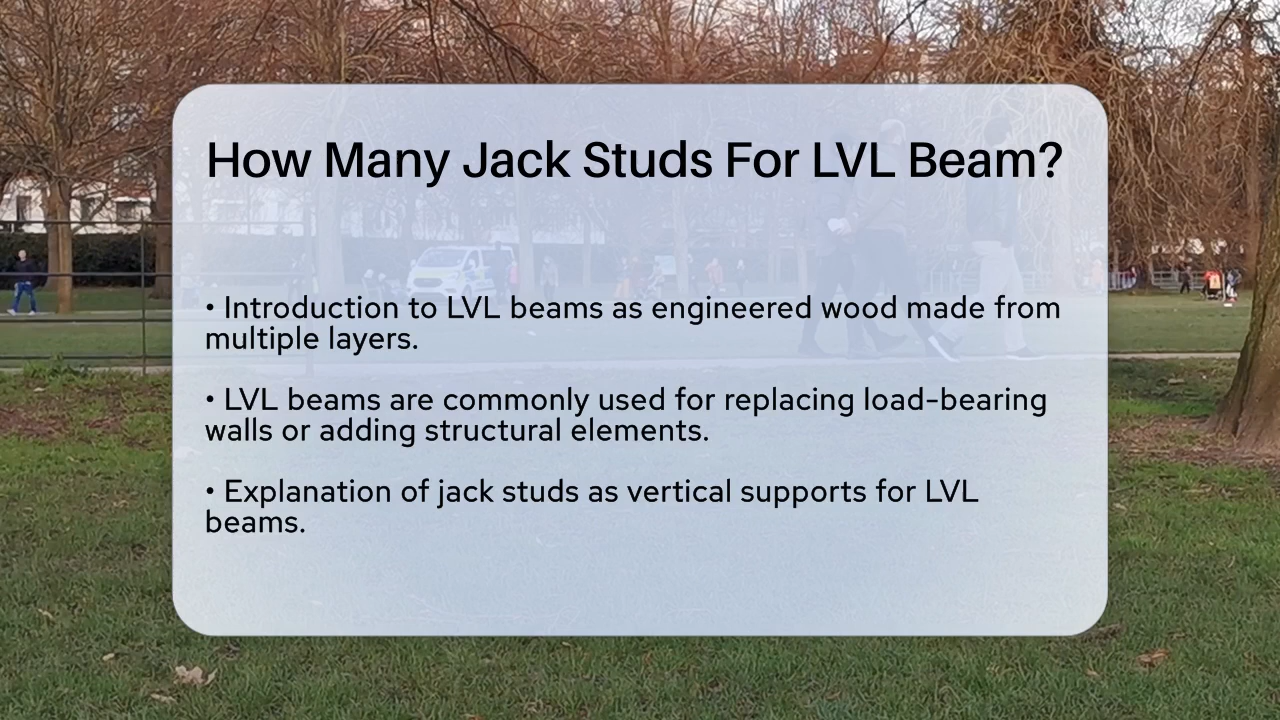 How Many Jack Studs For LVL Beam?
• Introduction to LVL beams as engineered wood made from
multiple layers.
• LVL beams are commonly used for replacing load-bearing
walls or adding structural elements.
• Explanation of jack studs as vertical supports for LVL
beams.